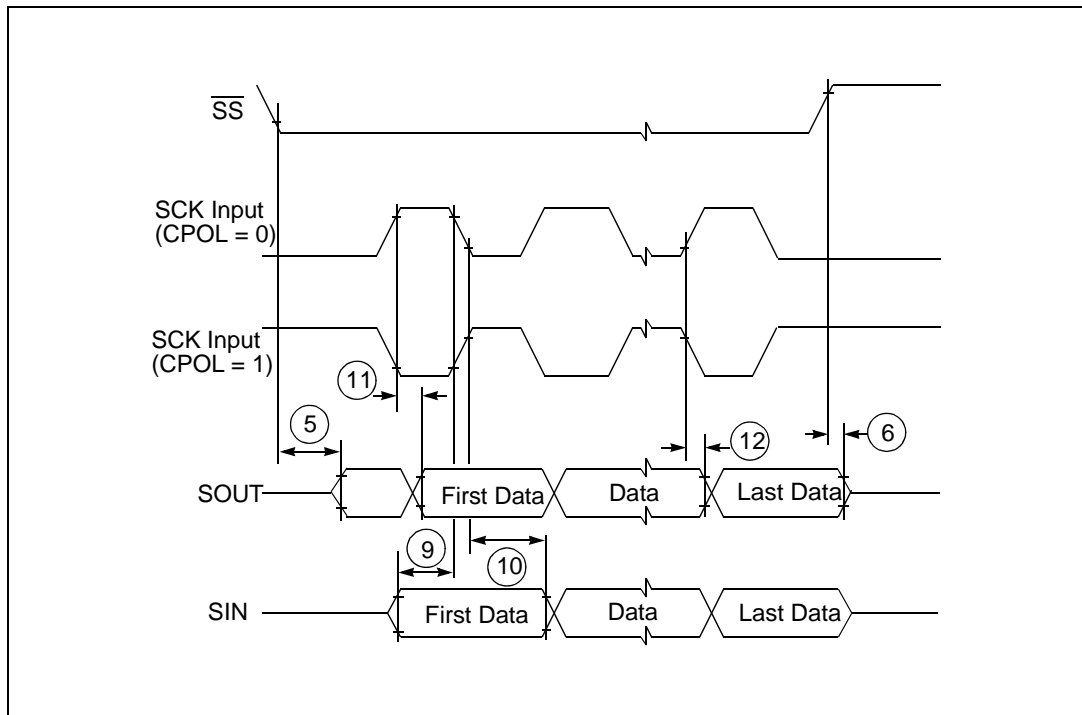 SS
SCK Input
(CPOL = 0)
SCK Input
(CPOL = 1)
11
5
12
6
SOUT
First Data
Data
Last Data
9
10
SIN
First Data
Data
Last Data